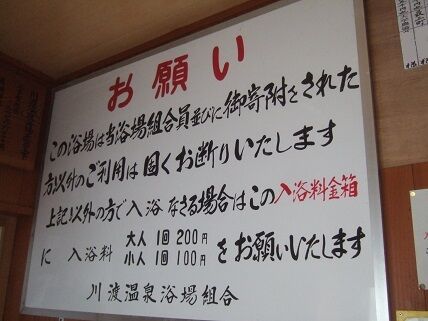 お願い
この浴場は当浴場組合員並びに御寄附をされた
方以外のご利用は固くお断りいたします
上記以外の方で入浴なさる場合はこの入浴料金箱
に 入浴料 大人 1回 200円 をお願いいたします
小人 1回 100円
川渡温泉浴場組合